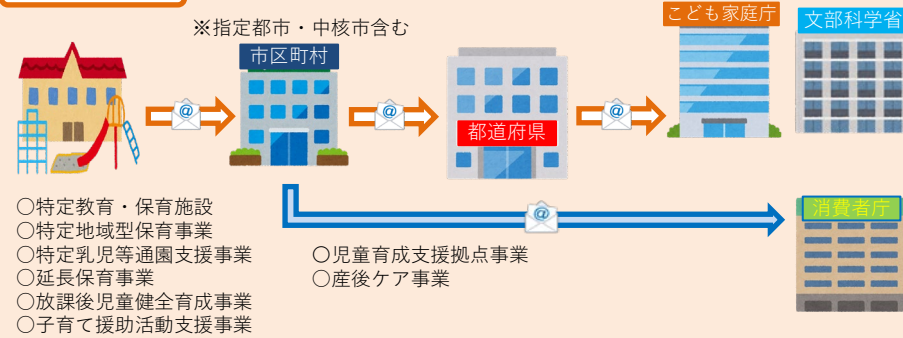 ※指定都市・中核市含む
市区町村
都道府県
こども家庭庁
文部科学省
消費者庁
○特定教育・保育施設
○特定地域型保育事業
○特定乳児等通園支援事業
○延長保育事業
○放課後児童健全育成事業
○子育て援助活動支援事業
○児童育成支援拠点事業
○産後ケア事業
@
@
@
@